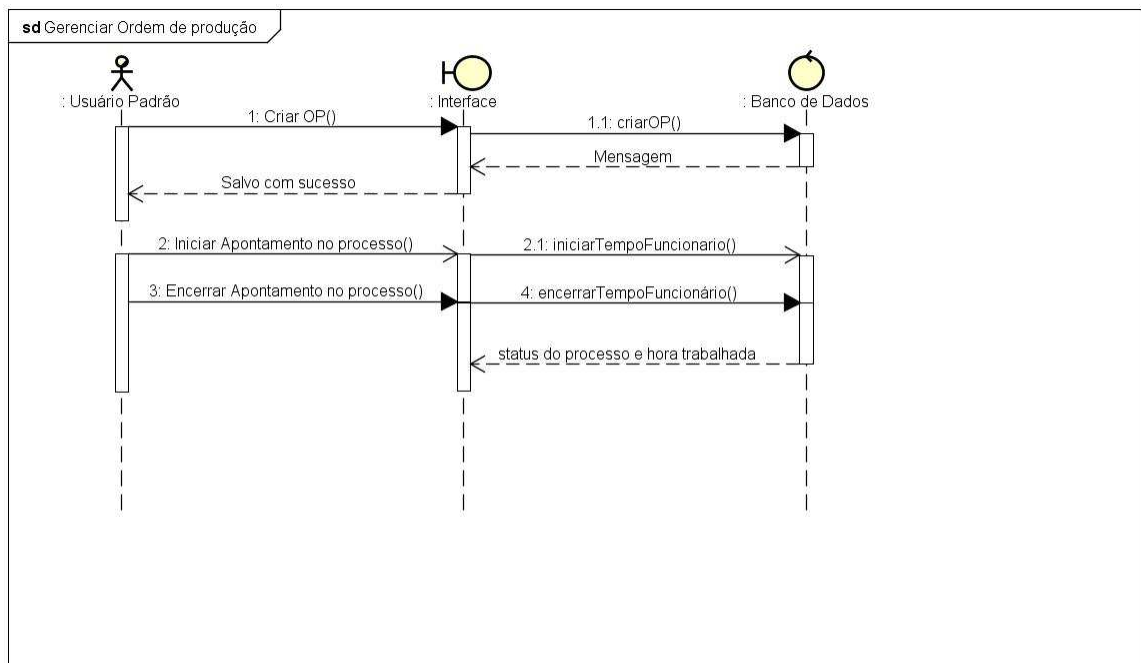 sd Gerenciar Ordem de produção
: Usuário Padrão
: Interface
: Banco de Dados
1: Criar OP()
1.1: criarOP()
Mensagem
Salvo com sucesso
2: Iniciar Apontamento no processo()
2.1: iniciarTempoFuncionario()
3: Encerrar Apontamento no processo()
4: encerrarTempoFuncionário()
status do processo e hora trabalhada